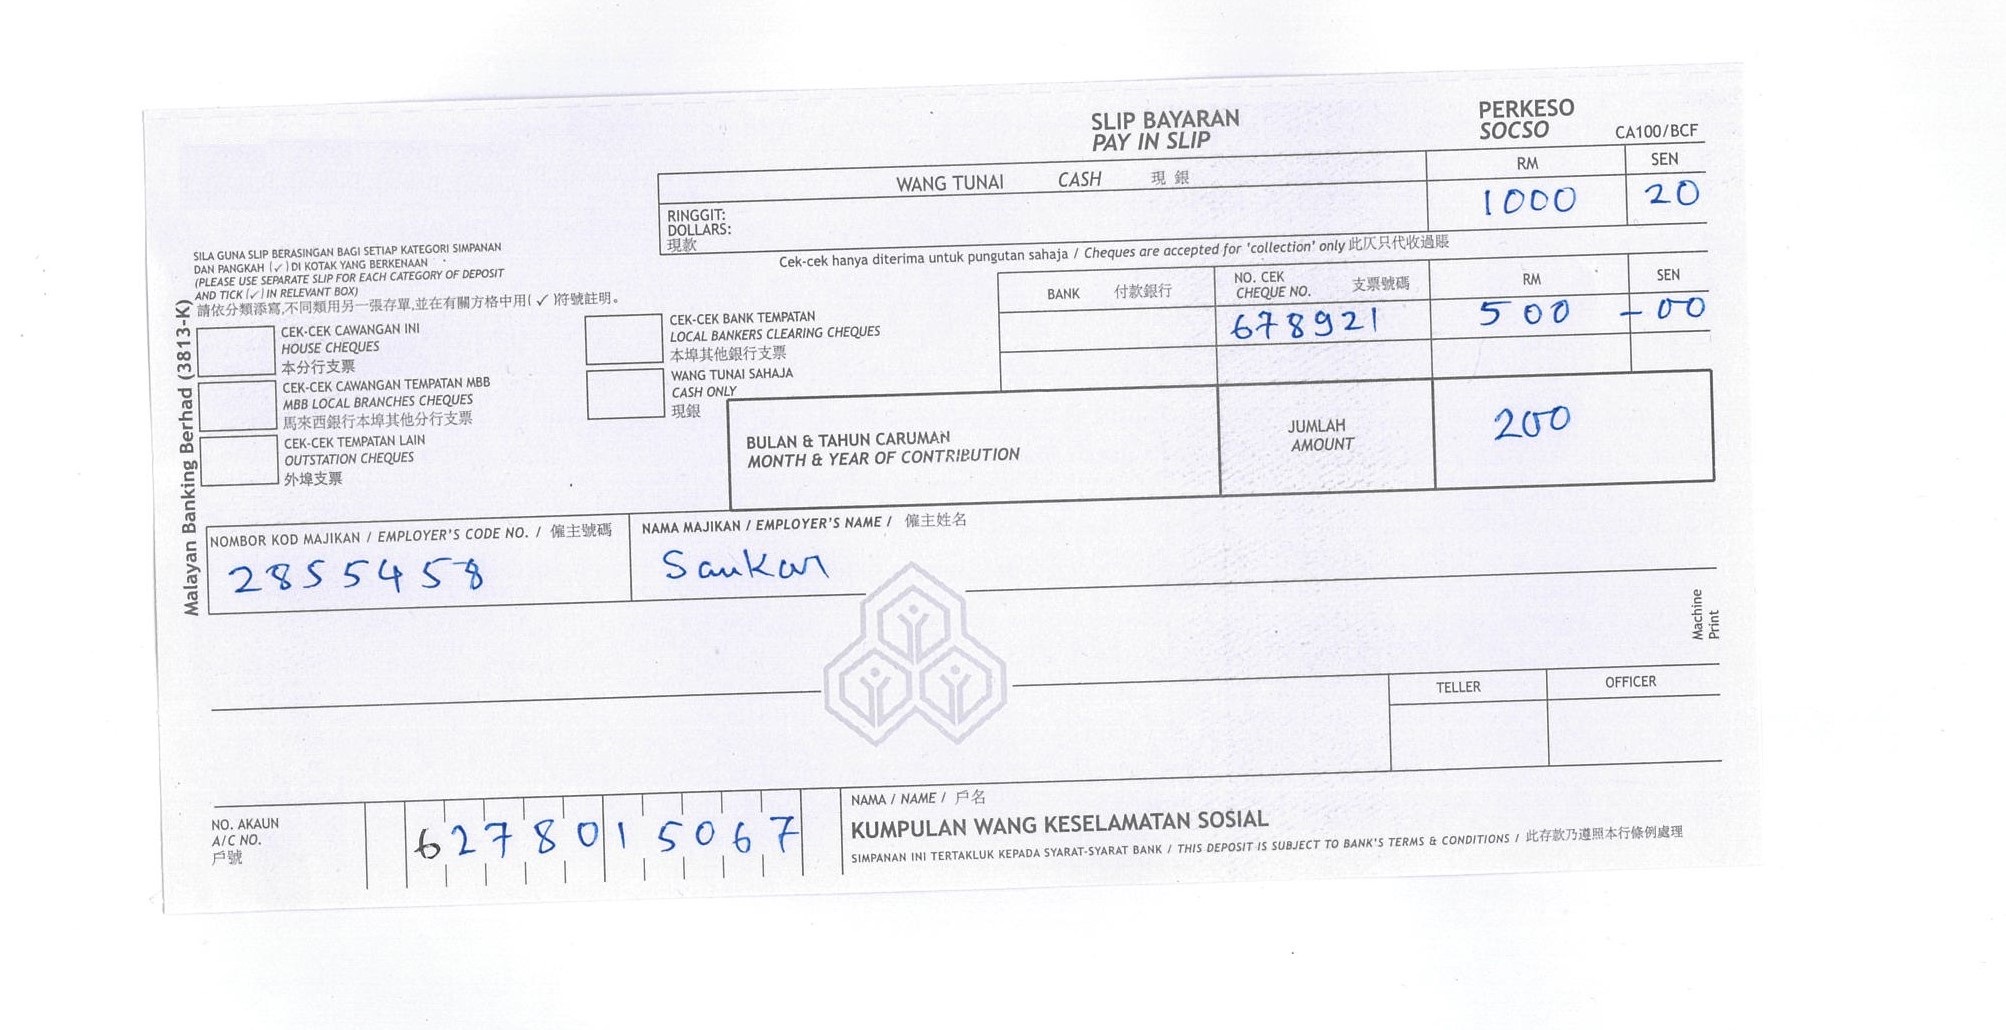 SLIP BAYARAN
PAY IN SLIP
PERKESO
SOCSO
CA100/BCF
WANG TUNAI CASH 現 銀
RM
SEN
RINGGIT:
DOLLARS:
現款
1000
20
Cek-cek hanya diterima untuk pungutan sahaja / Cheques are accepted for 'collection' only 此仄只代收過賬
SILA GUNA SLIP BERASINGAN BAGI SETIAP KATEGORI SIMPANAN
DAN PANGKAH (✓) DI KOTAK YANG BERKENAAN
(PLEASE USE SEPARATE SLIP FOR EACH CATEGORY OF DEPOSIT
AND TICK (✓) IN RELEVANT BOX)
請依分類添寫,不同類用另一張存單,並在有關方格中用(✓)符號註明。
BANK 付款銀行
NO. CEK
CHEQUE NO. 支票號碼
RM
SEN
678921
500
-00
CEK-CEK CAWANGAN INI
HOUSE CHEQUES
本分行支票
CEK-CEK BANK TEMPATAN
LOCAL BANKERS CLEARING CHEQUES
本埠其他銀行支票
CEK-CEK CAWANGAN TEMPATAN MBB
MBB LOCAL BRANCHES CHEQUES
馬來西銀行本埠其他分行支票
WANG TUNAI SAHAJA
CASH ONLY
現銀
CEK-CEK TEMPATAN LAIN
OUTSTATION CHEQUES
外埠支票
BULAN & TAHUN CARUMAN
MONTH & YEAR OF CONTRIBUTION
JUMLAH
AMOUNT
200
Malayan Banking Berhad (3813-K)
NOMBOR KOD MAJIKAN / EMPLOYER'S CODE NO. / 僱主號碼
2855458
NAMA MAJIKAN / EMPLOYER'S NAME / 僱主姓名
Sankar
Machine
Print
TELLER
OFFICER
NO. AKAUN
A/C NO.
戶號
6278015067
NAMA / NAME / 戶名
KUMPULAN WANG KESELAMATAN SOSIAL
SIMPANAN INI TERTAKLUK KEPADA SYARAT-SYARAT BANK / THIS DEPOSIT IS SUBJECT TO BANK'S TERMS & CONDITIONS / 此存款乃遵照本行條例處理